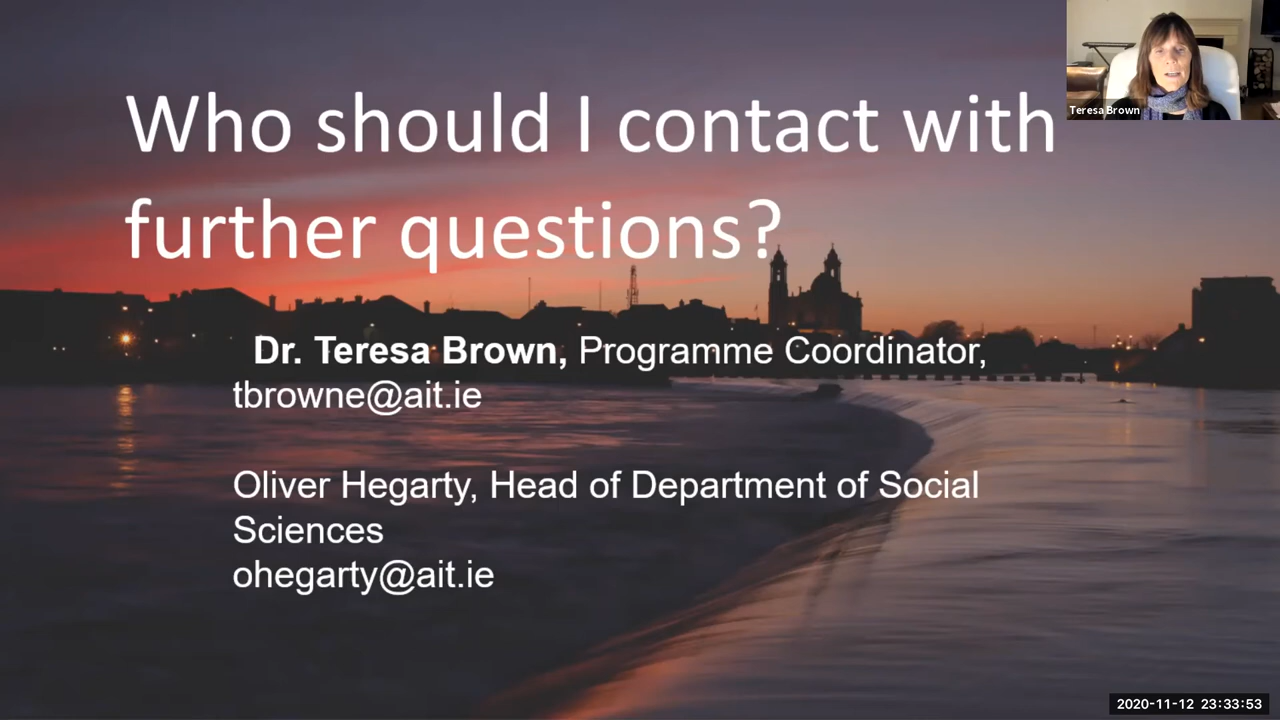 Who should I contact with
further questions?
Teresa Brown
Dr. Teresa Brown, Programme Coordinator,
tbrowne@ait.ie
Oliver Hegarty, Head of Department of Social
Sciences
ohegarty@ait.ie
2020-11-12 23:33:53